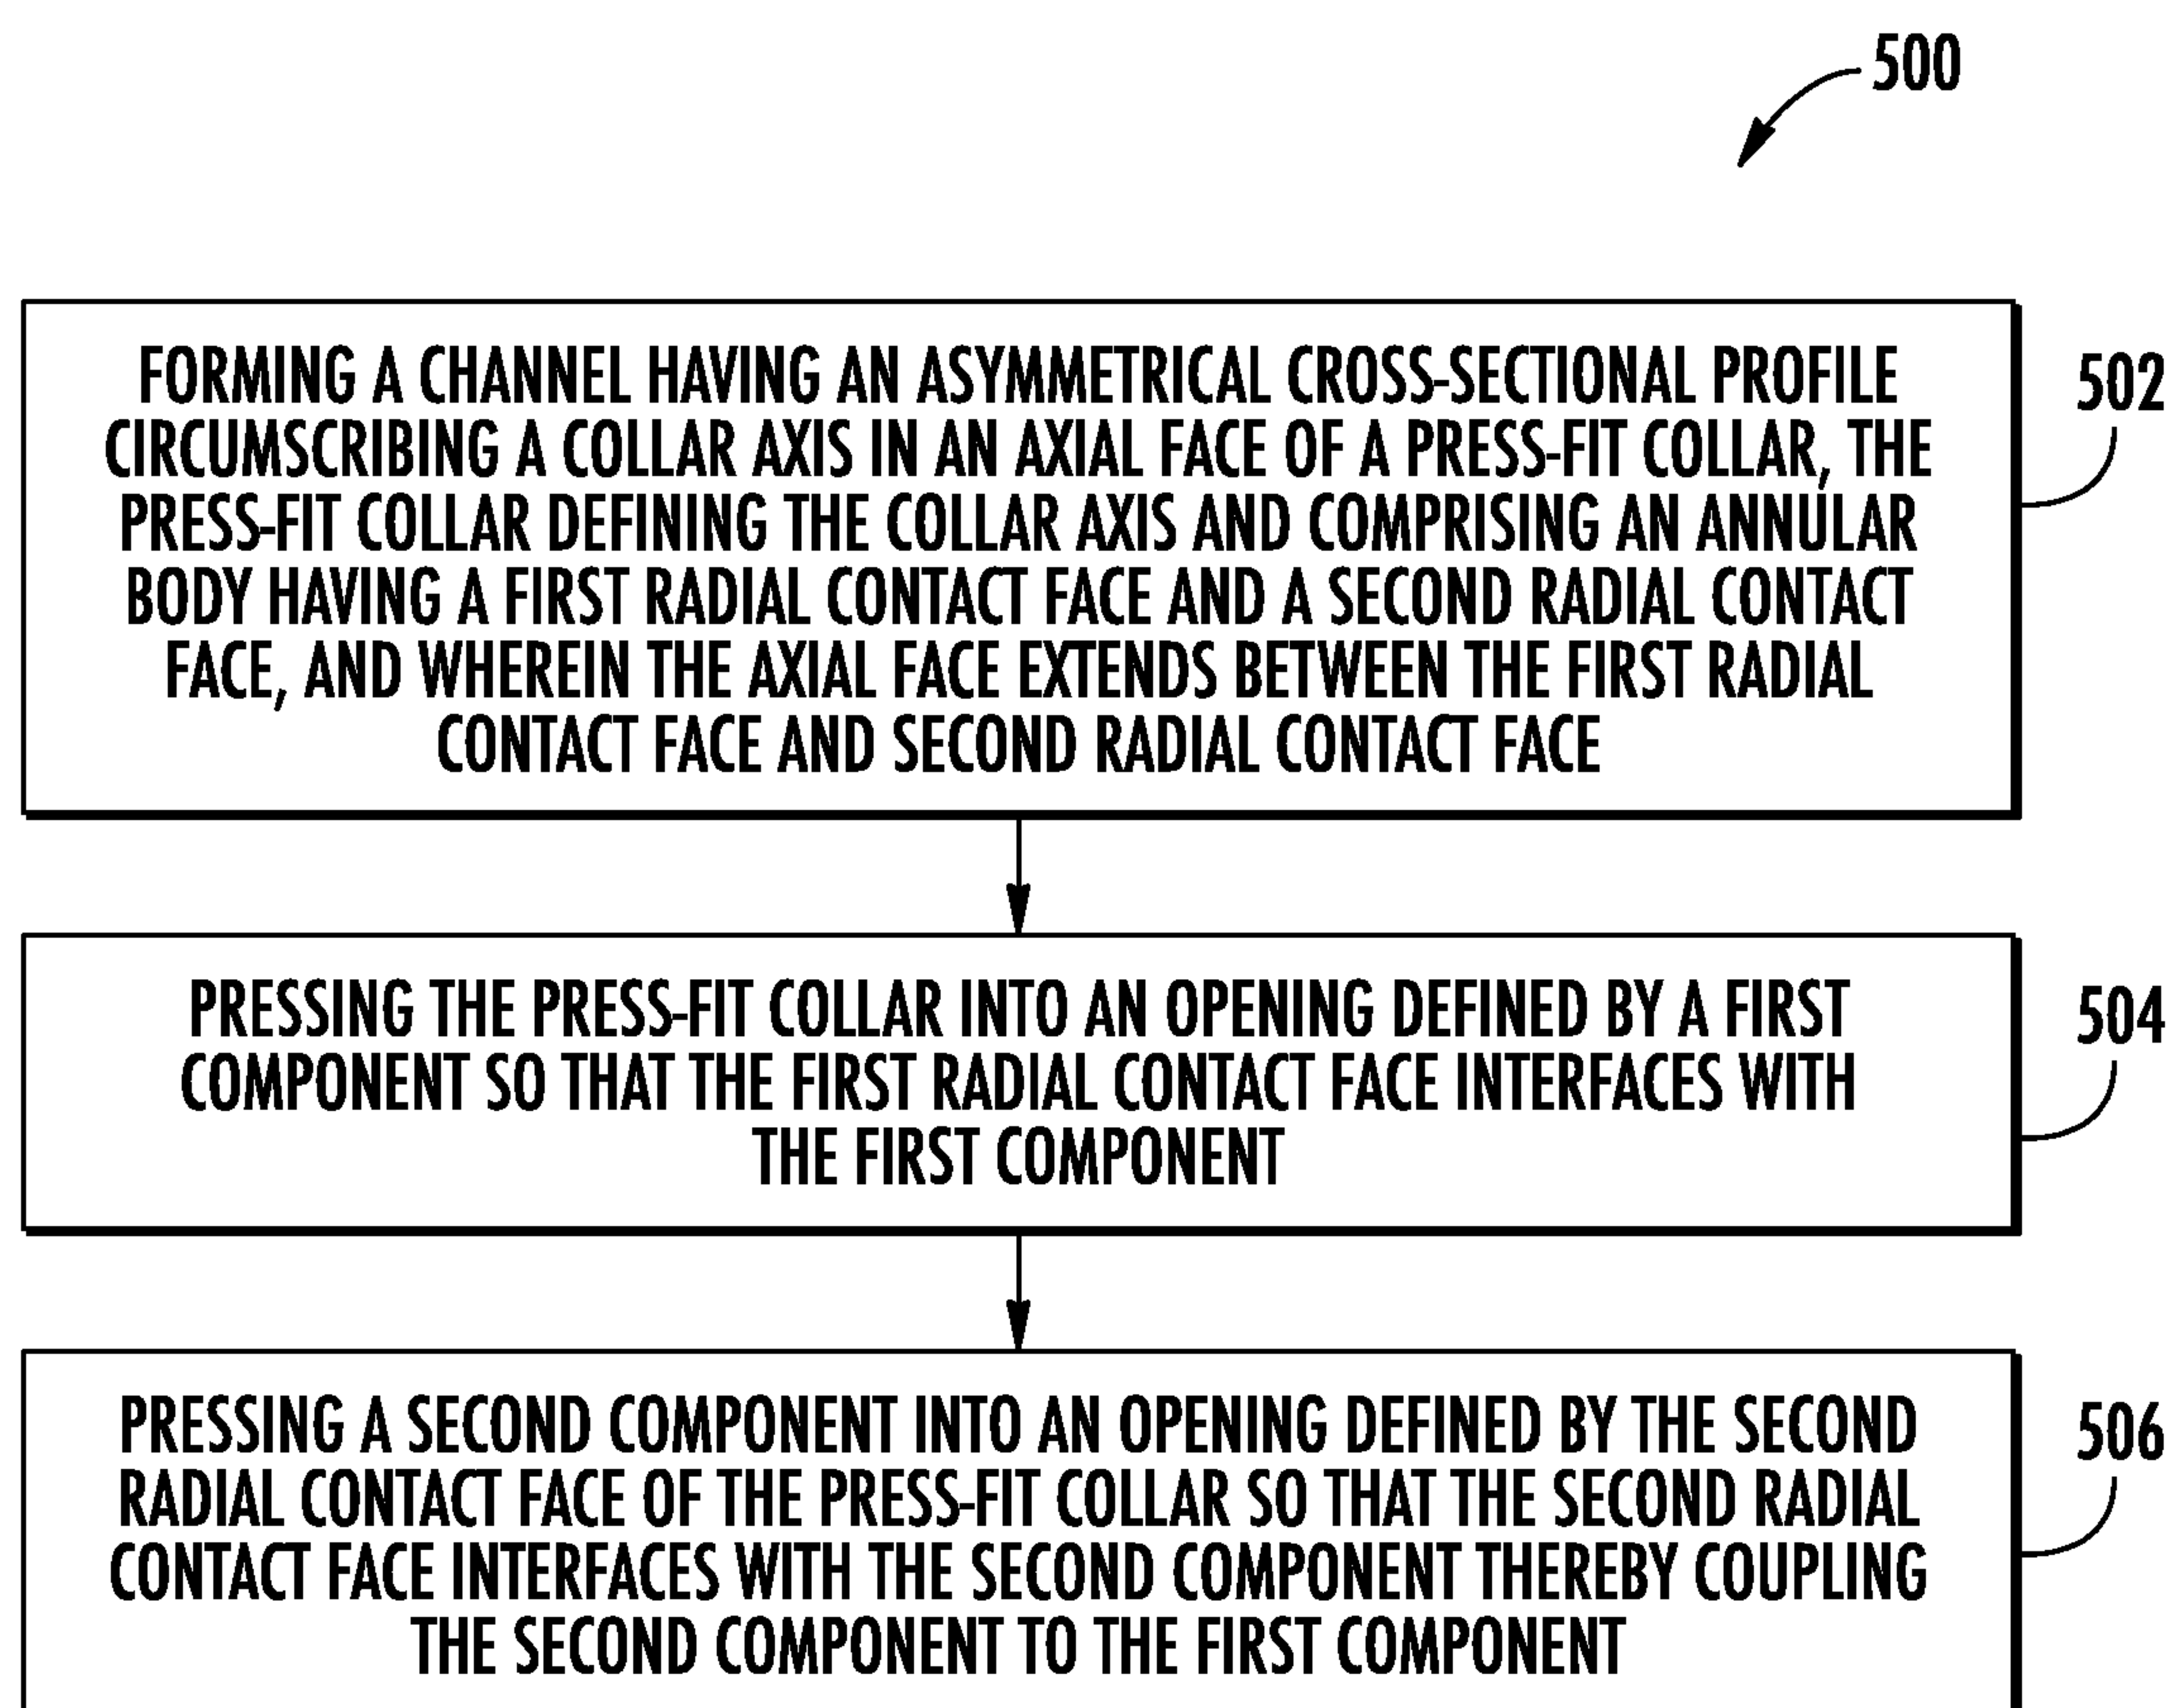 500
FORMING A CHANNEL HAVING AN ASYMMETRICAL CROSS-SECTIONAL PROFILE
CIRCUMSCRIBING A COLLAR AXIS IN AN AXIAL FACE OF A PRESS-FIT COLLAR, THE
PRESS-FIT COLLAR DEFINING THE COLLAR AXIS AND COMPRISING AN ANNULAR
BODY HAVING A FIRST RADIAL CONTACT FACE AND A SECOND RADIAL CONTACT
FACE, AND WHEREIN THE AXIAL FACE EXTENDS BETWEEN THE FIRST RADIAL
CONTACT FACE AND SECOND RADIAL CONTACT FACE
502
PRESSING THE PRESS-FIT COLLAR INTO AN OPENING DEFINED BY A FIRST
COMPONENT SO THAT THE FIRST RADIAL CONTACT FACE INTERFACES WITH
THE FIRST COMPONENT
504
PRESSING A SECOND COMPONENT INTO AN OPENING DEFINED BY THE SECOND
RADIAL CONTACT FACE OF THE PRESS-FIT COLLAR SO THAT THE SECOND RADIAL
CONTACT FACE INTERFACES WITH THE SECOND COMPONENT THEREBY COUPLING
THE SECOND COMPONENT TO THE FIRST COMPONENT
506